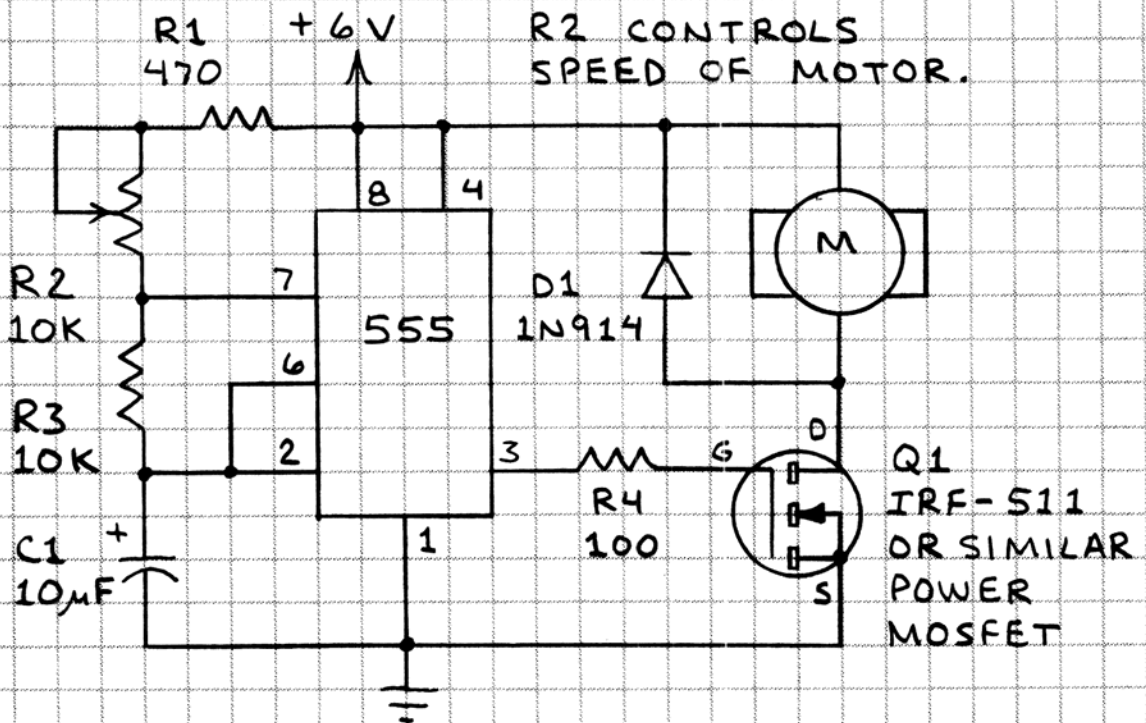 R1
470
+6V
R2 CONTROLS
SPEED OF MOTOR.
8
4
M
R2
10K
7
555
D1
1N914
6
R3
10K
2
3
G
D
Q1
IRF-511
OR SIMILAR
POWER
MOSFET
R4
100
S
+
C1
10µF
1